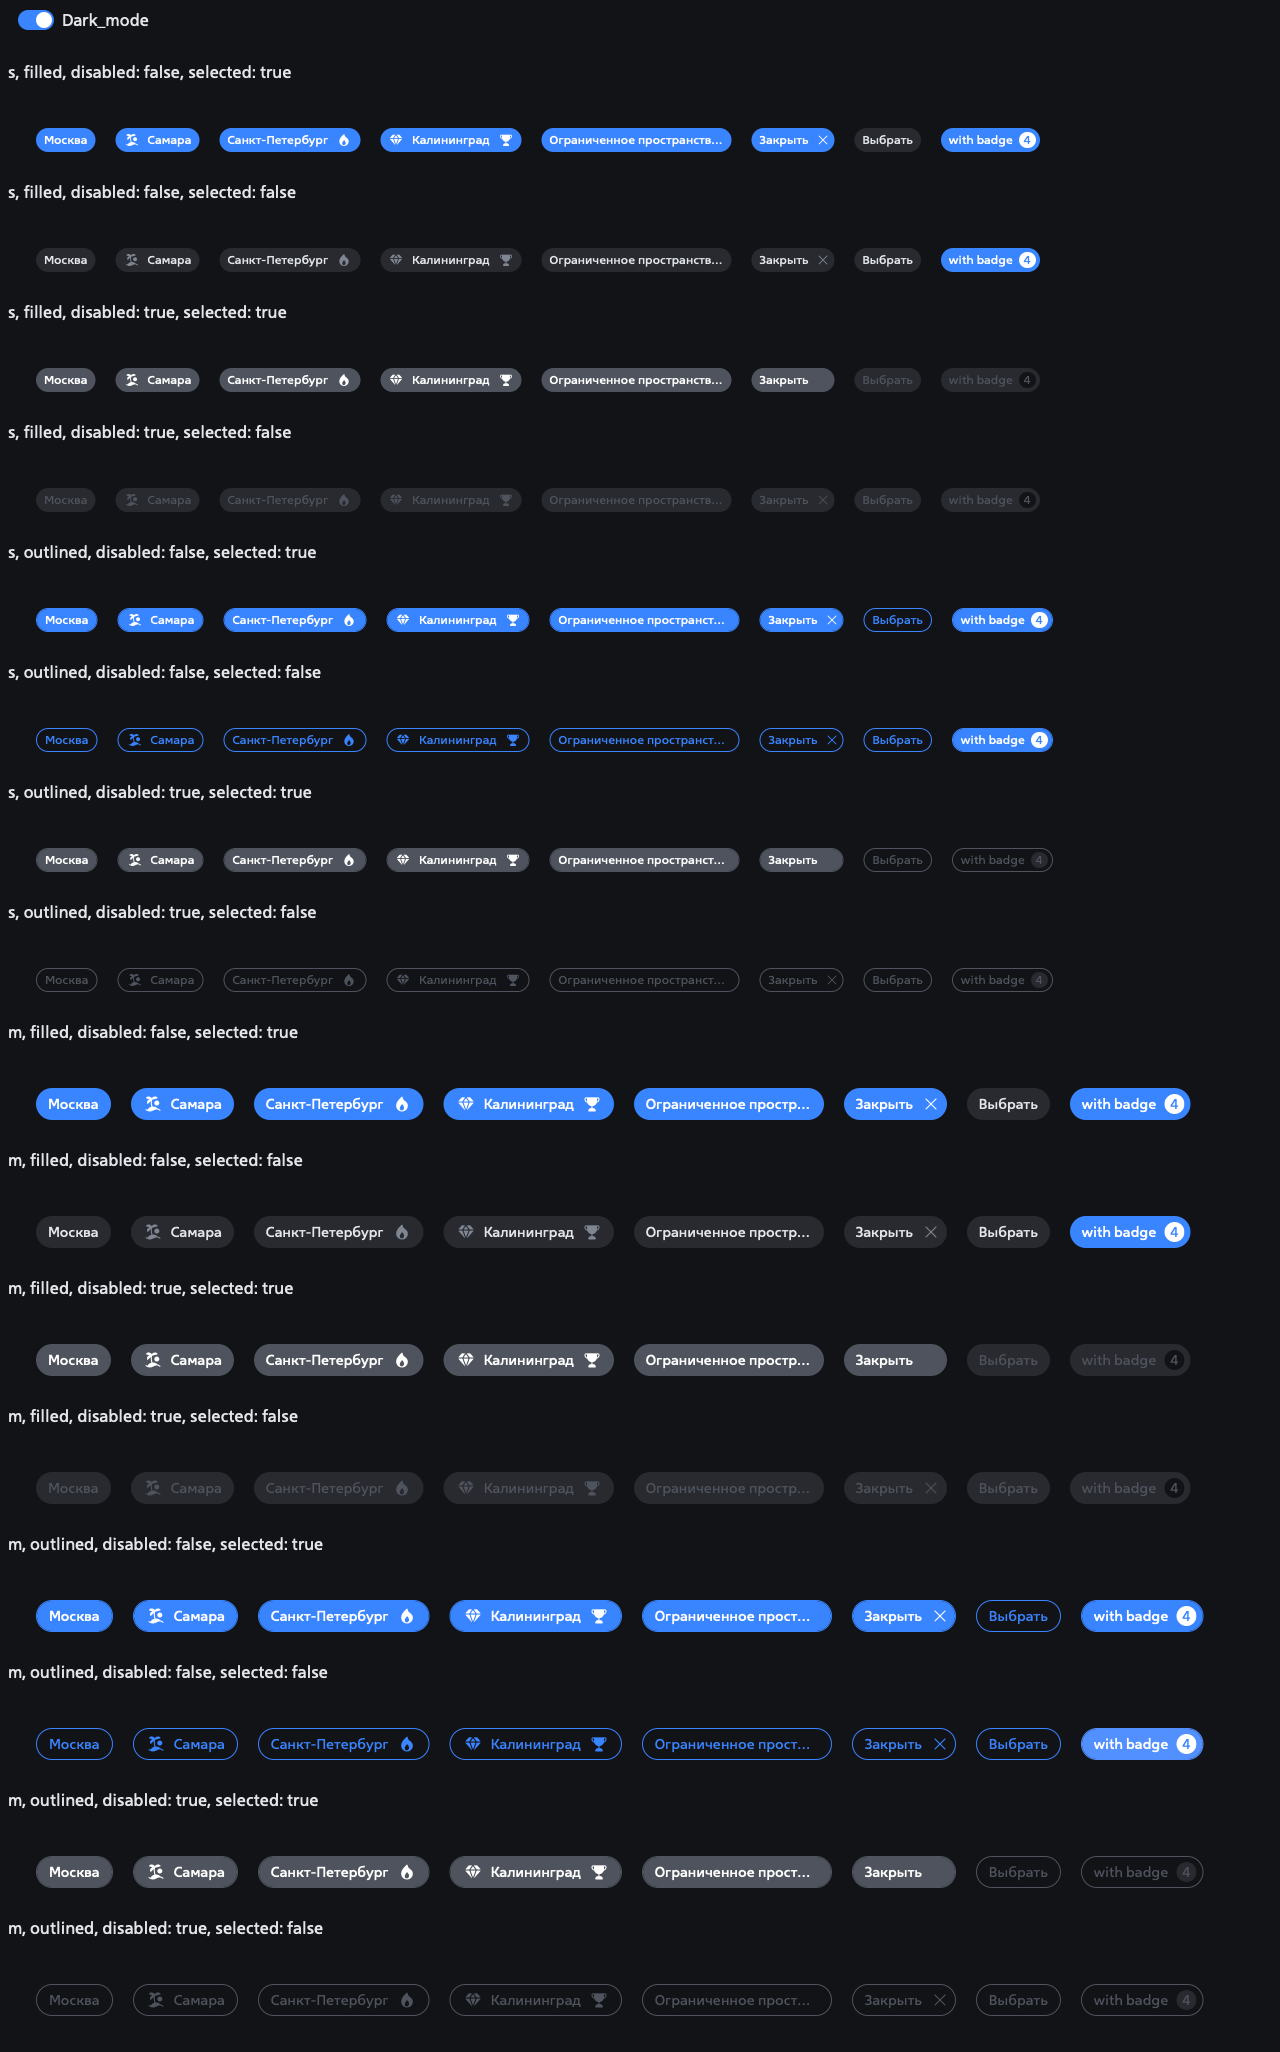 Dark_mode
s, filled, disabled: false, selected: true
Москва Самара Санкт-Петербург Калининград Ограниченное пространств... Закрыть Выбрать with badge 4
s, filled, disabled: false, selected: false
Москва Самара Санкт-Петербург Калининград Ограниченное пространств... Закрыть Выбрать with badge 4
s, filled, disabled: true, selected: true
Москва Самара Санкт-Петербург Калининград Ограниченное пространств... Закрыть Выбрать with badge 4
s, filled, disabled: true, selected: false
Москва Самара Санкт-Петербург Калининград Ограниченное пространств... Закрыть Выбрать with badge 4
s, outlined, disabled: false, selected: true
Москва Самара Санкт-Петербург Калининград Ограниченное пространст... Закрыть Выбрать with badge 4
s, outlined, disabled: false, selected: false
Москва Самара Санкт-Петербург Калининград Ограниченное пространст... Закрыть Выбрать with badge 4
s, outlined, disabled: true, selected: true
Москва Самара Санкт-Петербург Калининград Ограниченное пространст... Закрыть Выбрать with badge 4
s, outlined, disabled: true, selected: false
Москва Самара Санкт-Петербург Калининград Ограниченное пространст... Закрыть Выбрать with badge 4
m, filled, disabled: false, selected: true
Москва Самара Санкт-Петербург Калининград Ограниченное простр... Закрыть Выбрать with badge 4
m, filled, disabled: false, selected: false
Москва Самара Санкт-Петербург Калининград Ограниченное простр... Закрыть Выбрать with badge 4
m, filled, disabled: true, selected: true
Москва Самара Санкт-Петербург Калининград Ограниченное простр... Закрыть Выбрать with badge 4
m, filled, disabled: true, selected: false
Москва Самара Санкт-Петербург Калининград Ограниченное простр... Закрыть Выбрать with badge 4
m, outlined, disabled: false, selected: true
Москва Самара Санкт-Петербург Калининград Ограниченное прост... Закрыть Выбрать with badge 4
m, outlined, disabled: false, selected: false
Москва Самара Санкт-Петербург Калининград Ограниченное прост... Закрыть Выбрать with badge 4
m, outlined, disabled: true, selected: true
Москва Самара Санкт-Петербург Калининград Ограниченное прост... Закрыть Выбрать with badge 4
m, outlined, disabled: true, selected: false
Москва Самара Санкт-Петербург Калининград Ограниченное прост... Закрыть Выбрать with badge 4